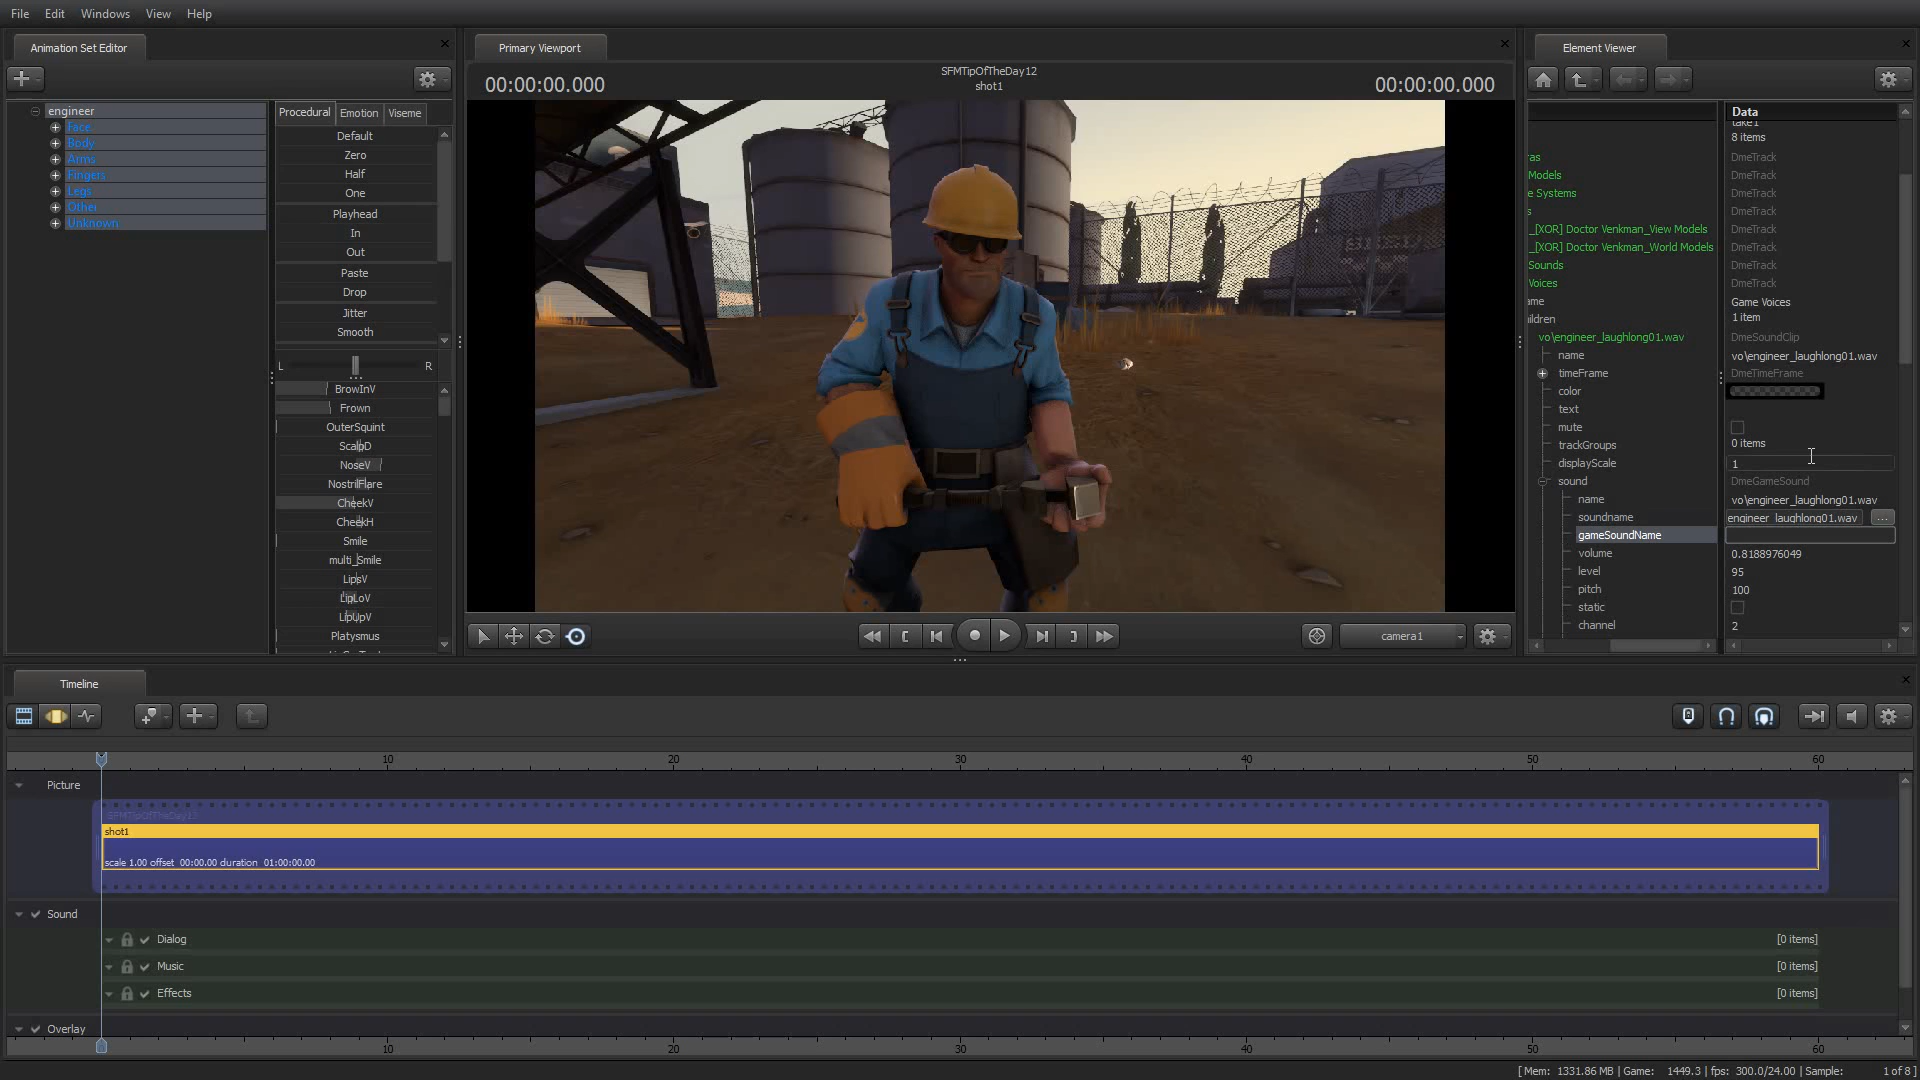 File Edit Windows View Help
Animation Set Editor
engineer
Face
Body
Arms
Fingers
Legs
Other
Unknown
Procedural Emotion Viseme
Default
Zero
Half
One
Playhead
In
Out
Paste
Drop
Jitter
Smooth
L R
BrowInV
Frown
OuterSquint
ScalpD
NoseV
NostrilFlare
CheekV
CheekH
Smile
multi_Smile
LipsV
LipLoV
LipUpV
Platysmus
Primary Viewport
00:00:00.000
SFMTipOfTheDay12
shot1
00:00:00.000
camera1
Element Viewer
Data
take1
8 items
ras DmeTrack
Models DmeTrack
e Systems DmeTrack
s DmeTrack
_[XOR] Doctor Venkman_View Models DmeTrack
_[XOR] Doctor Venkman_World Models DmeTrack
Sounds DmeTrack
Voices DmeTrack
ame Game Voices
ildren 1 item
vo\engineer_laughlong01.wav DmeSoundClip
name vo\engineer_laughlong01.wav
timeFrame DmeTimeFrame
color
text
mute
trackGroups 0 items
displayScale 1
sound DmeGameSound
name vo\engineer_laughlong01.wav
soundname engineer_laughlong01.wav ...
gameSoundName
volume 0.8188976049
level 95
pitch 100
static
channel 2
Timeline
10 20 30 40 50 60
Picture
SFMTipOfTheDay12
shot1
scale 1.00 offset 00:00.00 duration 01:00:00.00
Sound
Dialog [0 items]
Music [0 items]
Effects [0 items]
Overlay
10 20 30 40 50 60
[ Mem: 1331.86 MB | Game: 1449.3 | fps: 300.0/24.00 | Sample: 1 of 8 ]